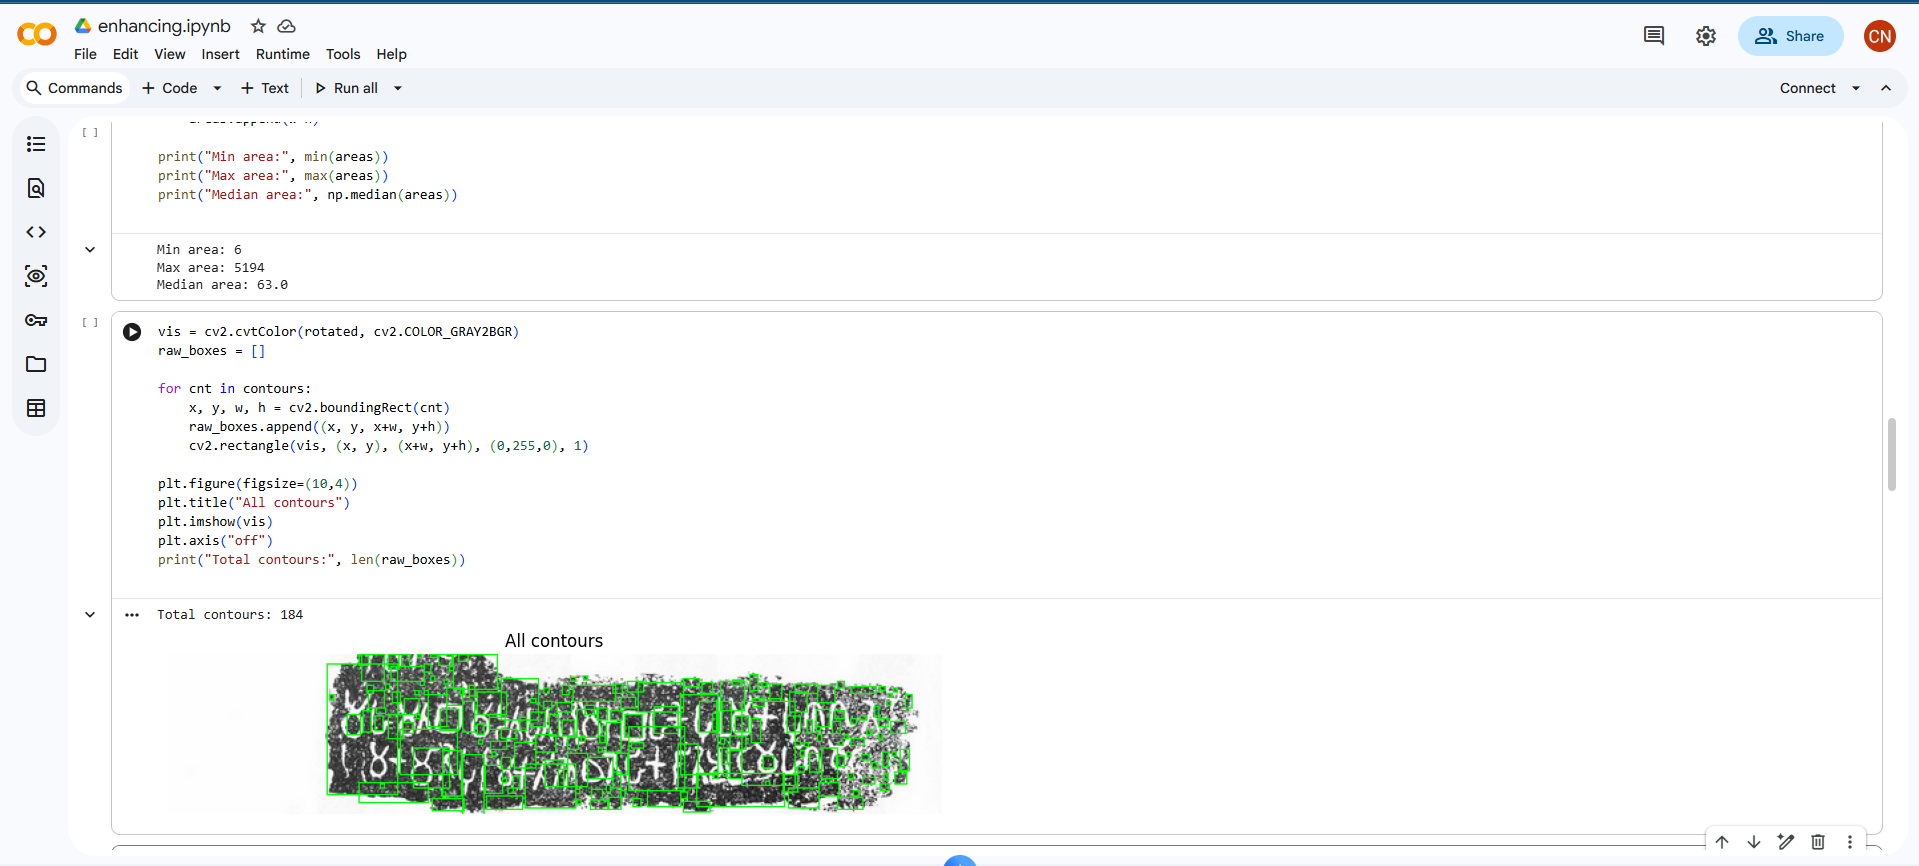 enhancing.ipynb
File Edit View Insert Runtime Tools Help
Share
CN
Commands + Code + Text Run all
Connect
[ ]
print("Min area:", min(areas))
print("Max area:", max(areas))
print("Median area:", np.median(areas))
Min area: 6
Max area: 5194
Median area: 63.0
[ ]
vis = cv2.cvtColor(rotated, cv2.COLOR_GRAY2BGR)
raw_boxes = []
for cnt in contours:
x, y, w, h = cv2.boundingRect(cnt)
raw_boxes.append((x, y, x+w, y+h))
cv2.rectangle(vis, (x, y), (x+w, y+h), (0,255,0), 1)
plt.figure(figsize=(10,4))
plt.title("All contours")
plt.imshow(vis)
plt.axis("off")
print("Total contours:", len(raw_boxes))
Total contours: 184
All contours